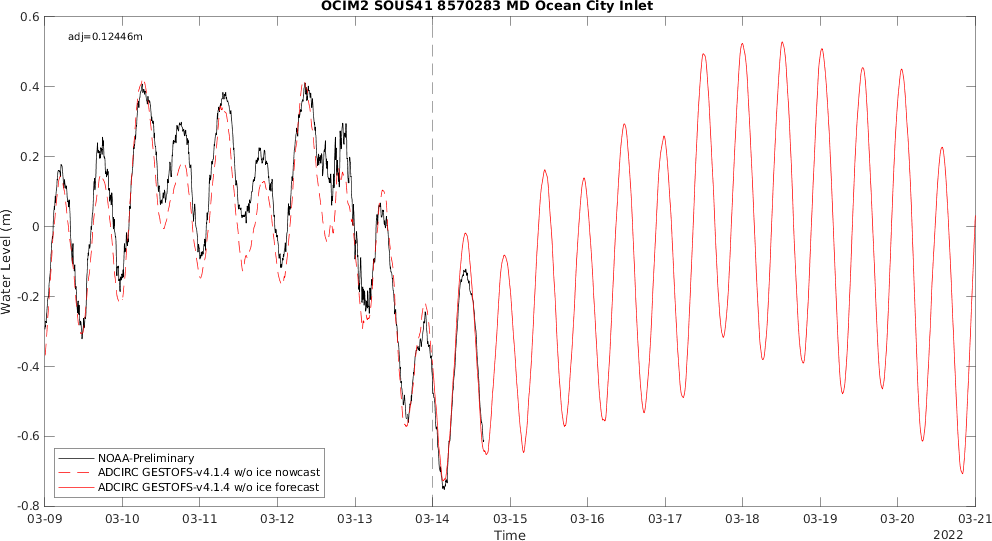 OCIM2 SOUS41 8570283 MD Ocean City Inlet
adj=0.12446m
0.6
0.4
0.2
0
-0.2
-0.4
-0.6
-0.8
Water Level (m)
NOAA-Preliminary
ADCIRC GESTOFS-v4.1.4 w/o ice nowcast
ADCIRC GESTOFS-v4.1.4 w/o ice forecast
03-09 03-10 03-11 03-12 03-13 03-14 03-15 03-16 03-17 03-18 03-19 03-20 03-21
Time
2022